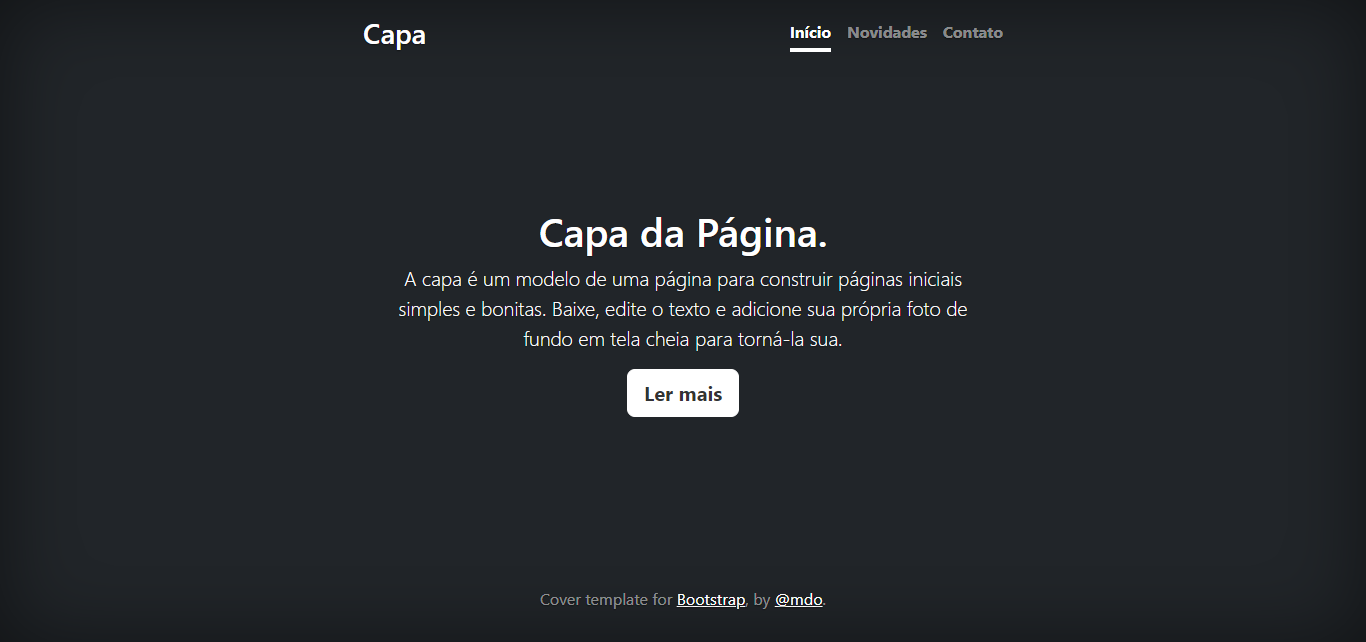 Capa
Início Novidades Contato
Capa da Página.
A capa é um modelo de uma página para construir páginas iniciais
simples e bonitas. Baixe, edite o texto e adicione sua própria foto de
fundo em tela cheia para torná-la sua.
Ler mais
Cover template for Bootstrap, by @mdo.